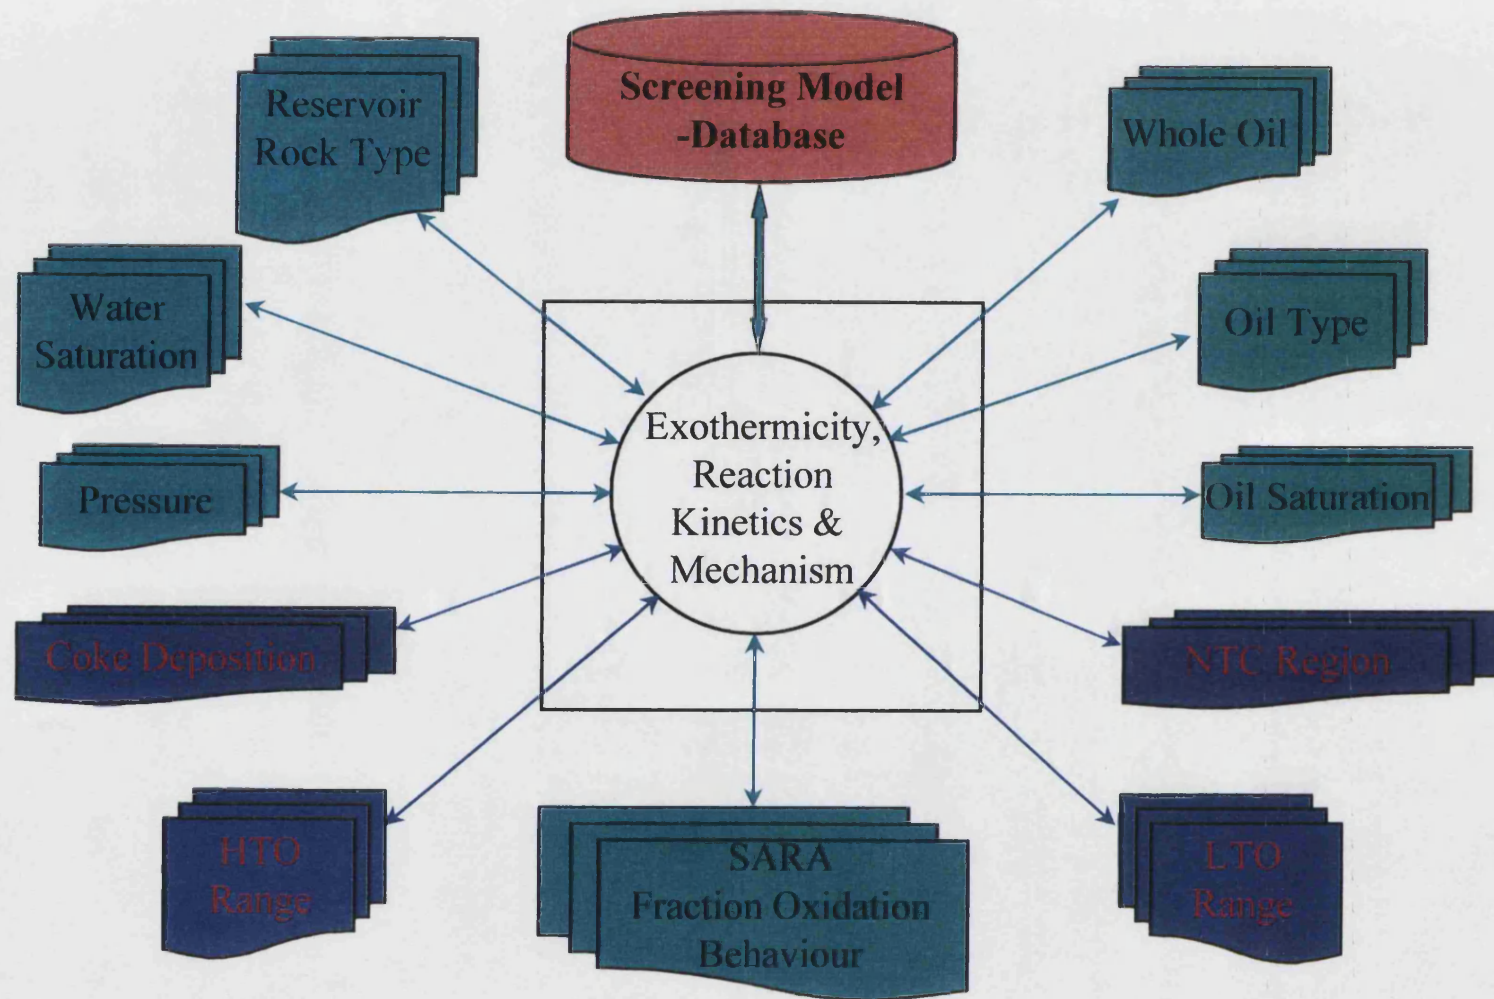 Screening Model
-Database
Reservoir
Rock Type
Whole Oil
Water
Saturation
Oil Type
Exothermicity,
Reaction
Kinetics &
Mechanism
Pressure
Oil Saturation
Coke Deposition
NTC Region
HTO
Range
SARA
Fraction Oxidation
Behaviour
LTO
Range